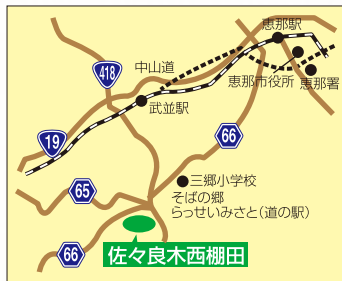 恵那駅
中山道
418
恵那市役所
恵那署
武並駅
19
66
三郷小学校
そばの郷
らっせいみさと(道の駅)
65
66
佐々良木西棚田